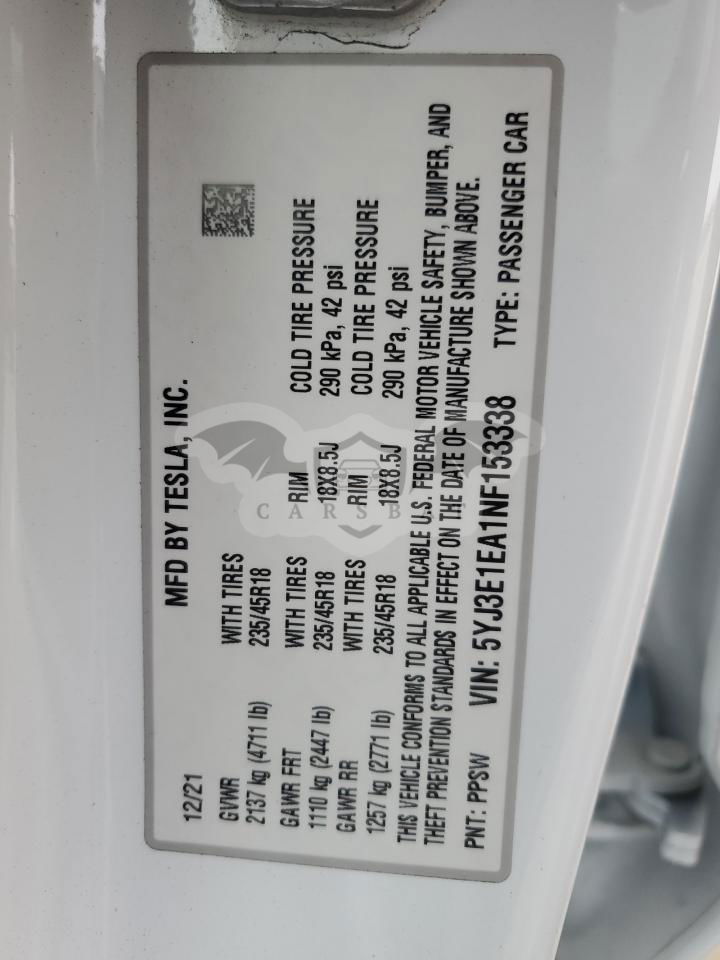 MFD BY TESLA, INC.
12/21
GVWR WITH TIRES
2137 kg (4711 lb) 235/45R18
GAWR FRT WITH TIRES RIM COLD TIRE PRESSURE
1110 kg (2447 lb) 235/45R18 18X8.5J 290 kPa, 42 psi
GAWR RR WITH TIRES RIM COLD TIRE PRESSURE
1257 kg (2771 lb) 235/45R18 18X8.5J 290 kPa, 42 psi
THIS VEHICLE CONFORMS TO ALL APPLICABLE U.S. FEDERAL MOTOR VEHICLE SAFETY, BUMPER, AND
THEFT PREVENTION STANDARDS IN EFFECT ON THE DATE OF MANUFACTURE SHOWN ABOVE.
PNT: PPSW VIN: 5YJ3E1EA1NF153338 TYPE: PASSENGER CAR